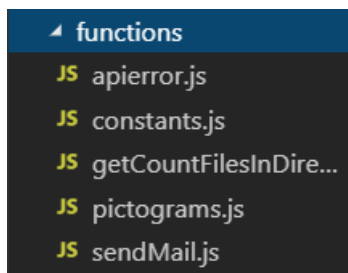 functions
JS apierror.js
JS constants.js
JS getCountFilesInDire...
JS pictograms.js
JS sendMail.js